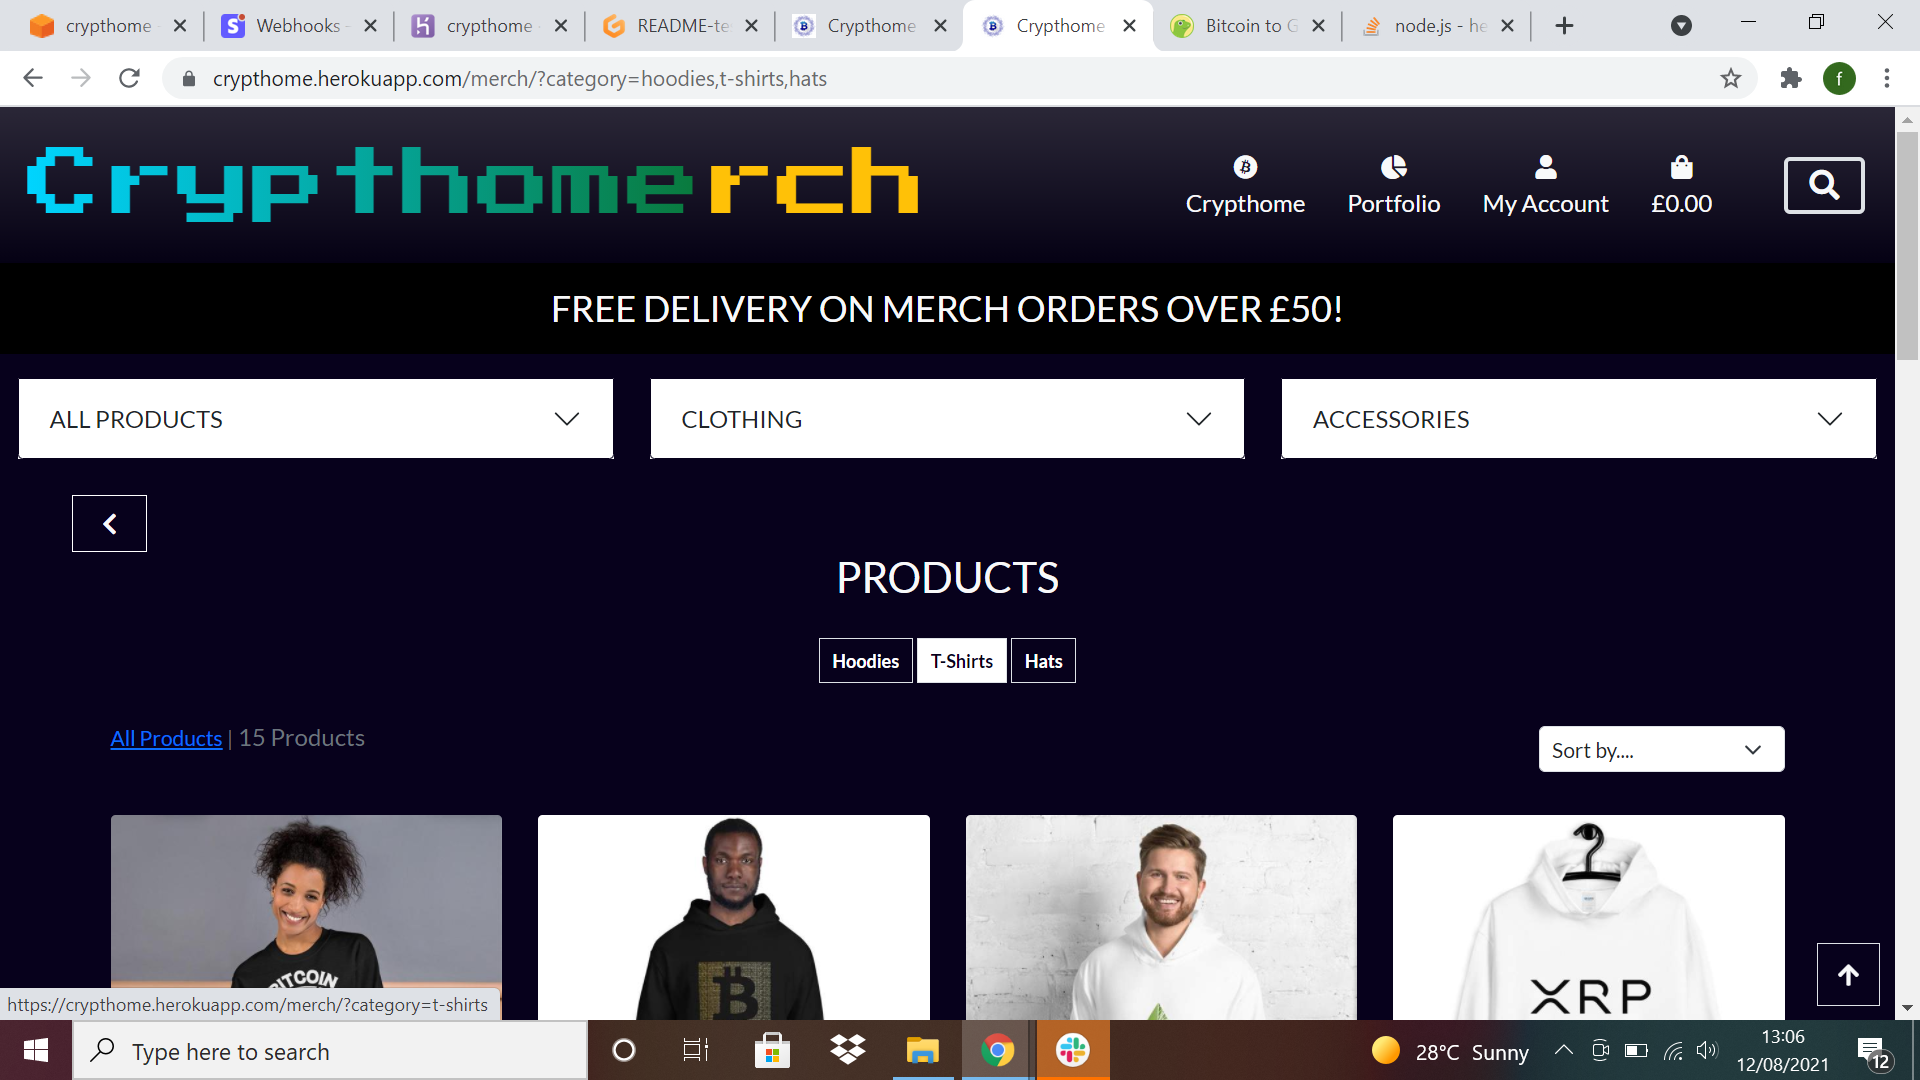 crypthome
Webhooks -
crypthome
README-te
Crypthome
Crypthome
Bitcoin to G
node.js - he
crypthome.herokuapp.com/merch/?category=hoodies,t-shirts,hats
f
Crypthomerch
Crypthome
Portfolio
My Account
£0.00
FREE DELIVERY ON MERCH ORDERS OVER £50!
ALL PRODUCTS
CLOTHING
ACCESSORIES
PRODUCTS
Hoodies
T-Shirts
Hats
All Products | 15 Products
Sort by....
BITCOIN
XRP
https://crypthome.herokuapp.com/merch/?category=t-shirts
Type here to search
28°C Sunny
13:06
12/08/2021
12